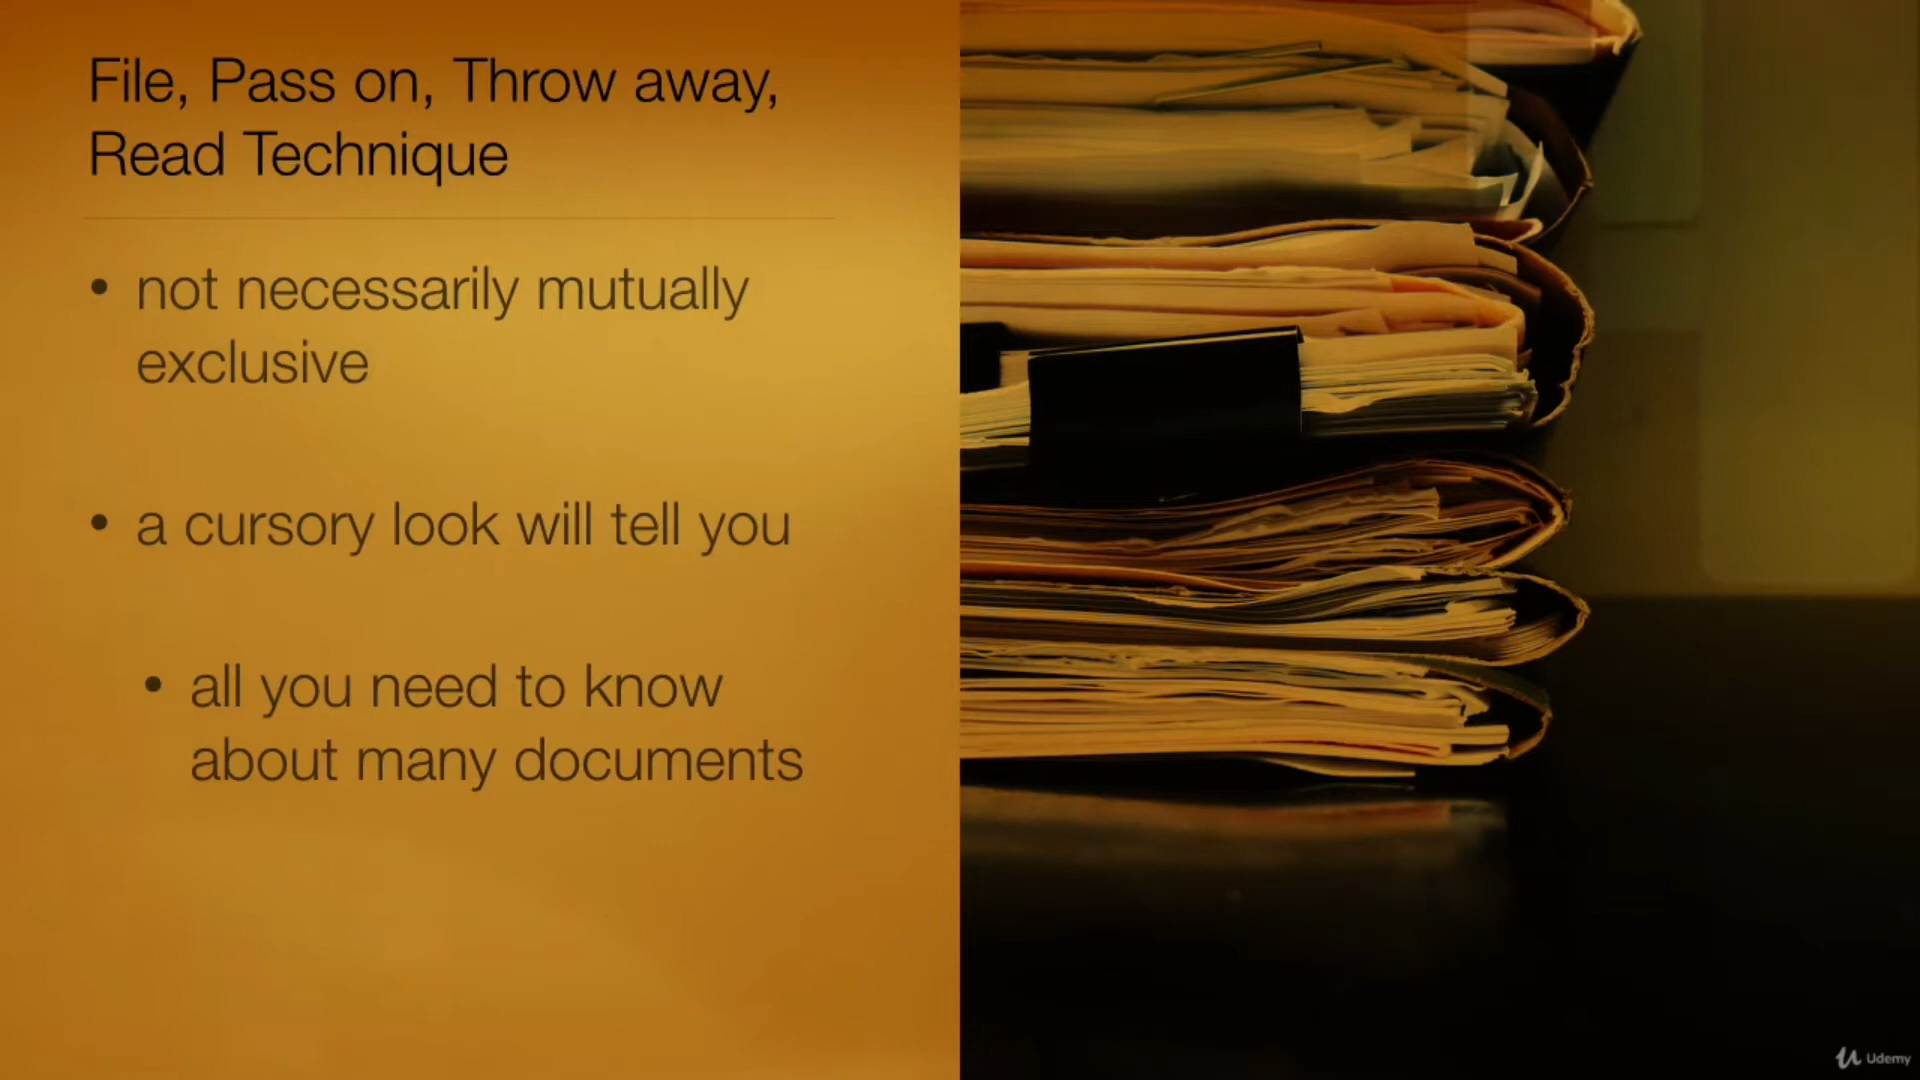 File, Pass on, Throw away,
Read Technique
• not necessarily mutually
exclusive
• a cursory look will tell you
• all you need to know
about many documents
Udemy